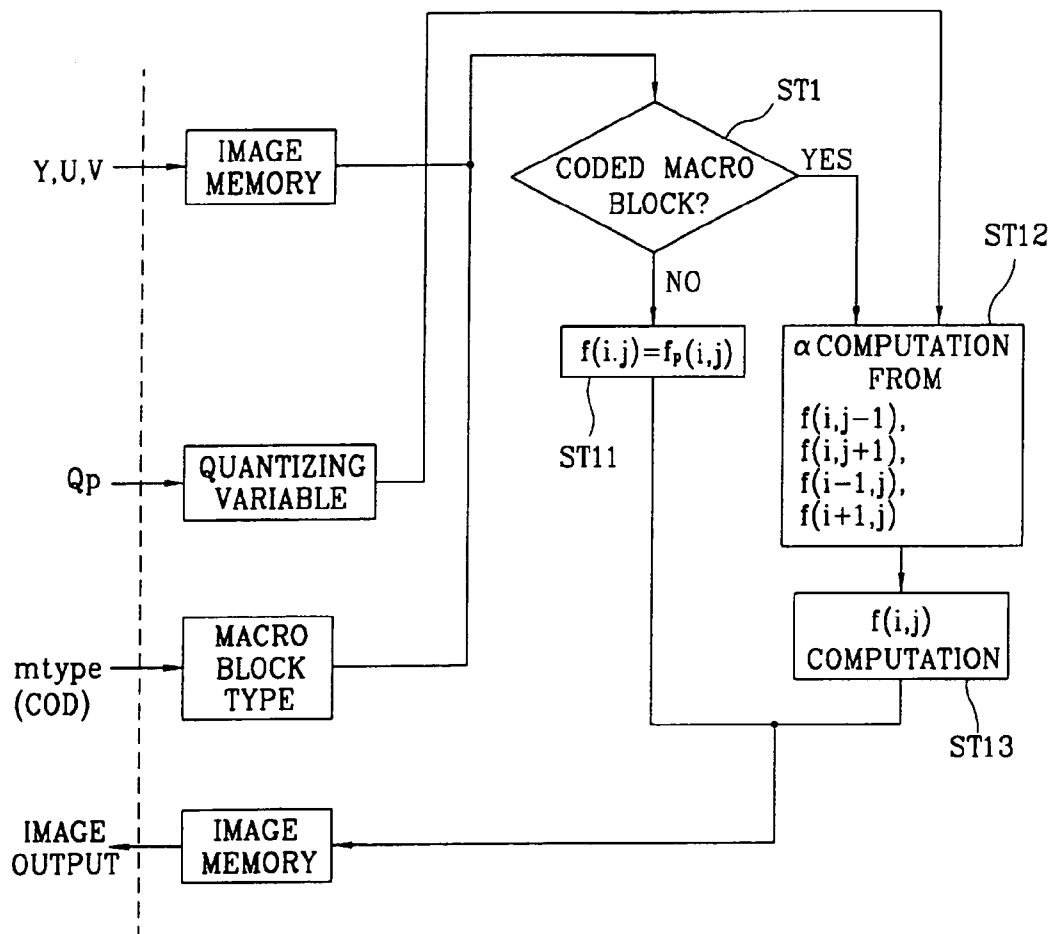 Y,U,V
IMAGE
MEMORY
ST1
CODED MACRO
BLOCK?
YES
NO
ST12
f(i.j)=fp(i,j)
ST11
α COMPUTATION
FROM
f(i,j-1),
f(i,j+1),
f(i-1,j),
f(i+1,j)
Qp
QUANTIZING
VARIABLE
mtype
(COD)
MACRO
BLOCK
TYPE
f(i,j)
COMPUTATION
ST13
IMAGE
OUTPUT
IMAGE
MEMORY